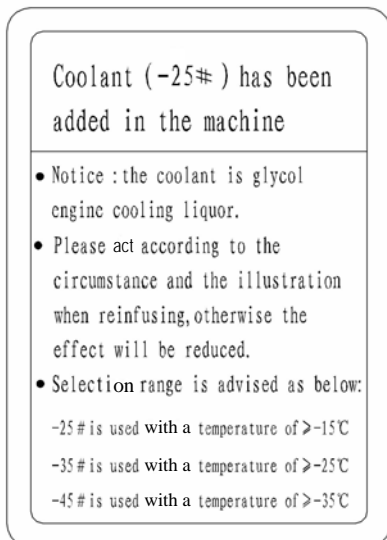 Coolant (-25#) has been
added in the machine
● Notice : the coolant is glycol
engine cooling liquor.
● Please act according to the
circumstance and the illustration
when reinfusing, otherwise the
effect will be reduced.
● Selection range is advised as below:
-25 # is used with a temperature of ≥-15℃
-35 # is used with a temperature of ≥-25℃
-45 # is used with a temperature of ≥-35℃